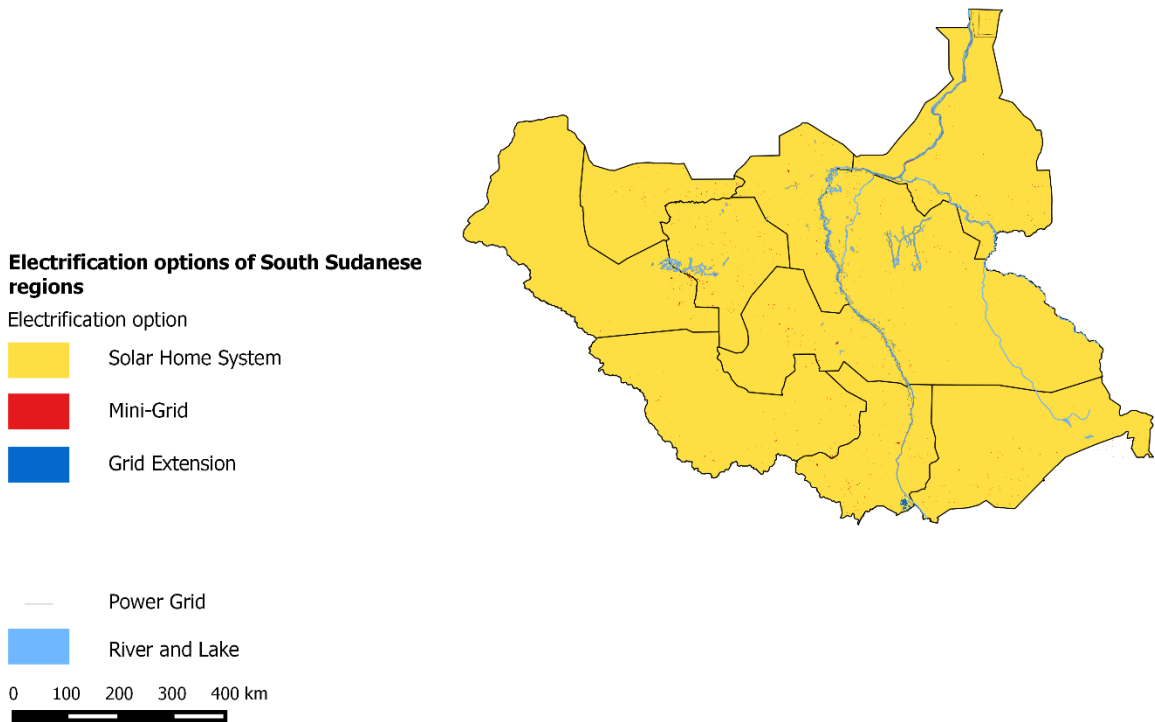 Electrification options of South Sudanese
regions
Electrification option
Solar Home System
Mini-Grid
Grid Extension
Power Grid
River and Lake
0 100 200 300 400 km